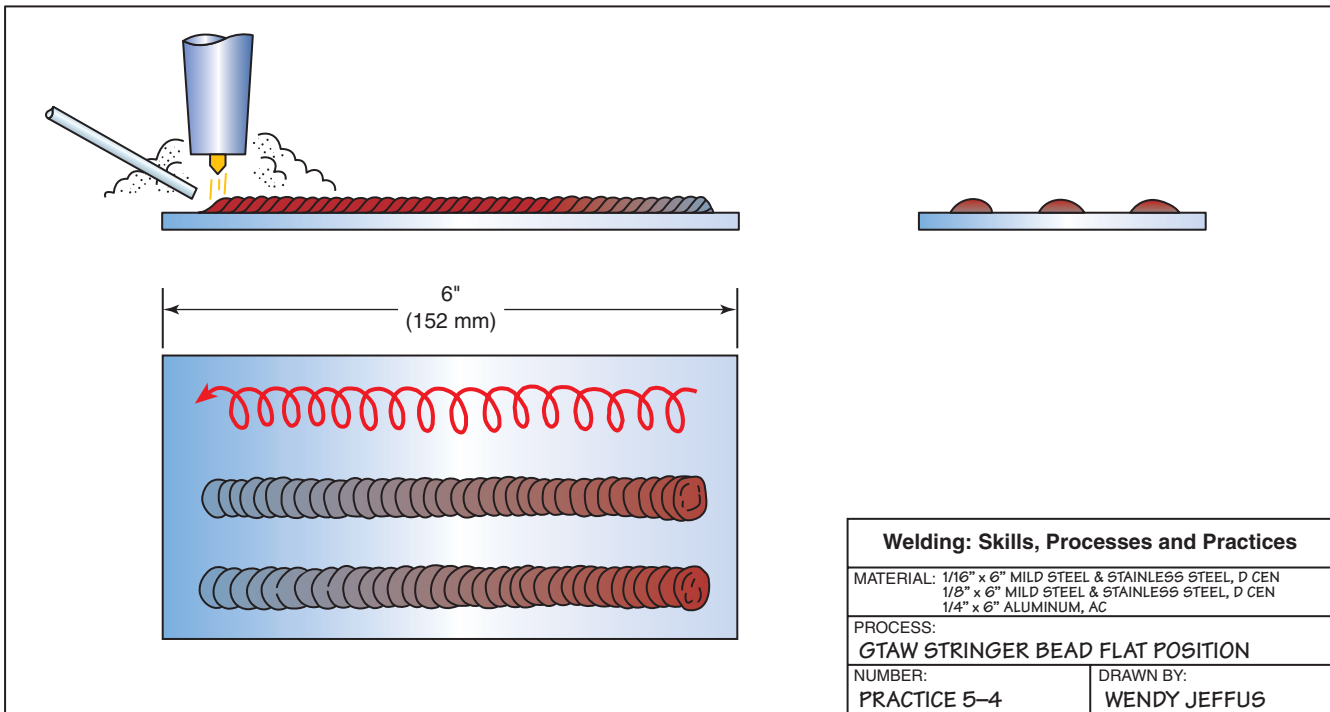 6"
(152 mm)
Welding: Skills, Processes and Practices
MATERIAL: 1/16" x 6" MILD STEEL & STAINLESS STEEL, D CEN
1/8" x 6" MILD STEEL & STAINLESS STEEL, D CEN
1/4" x 6" ALUMINUM, AC
PROCESS:
GTAW STRINGER BEAD FLAT POSITION
NUMBER:
PRACTICE 5–4
DRAWN BY:
WENDY JEFFUS